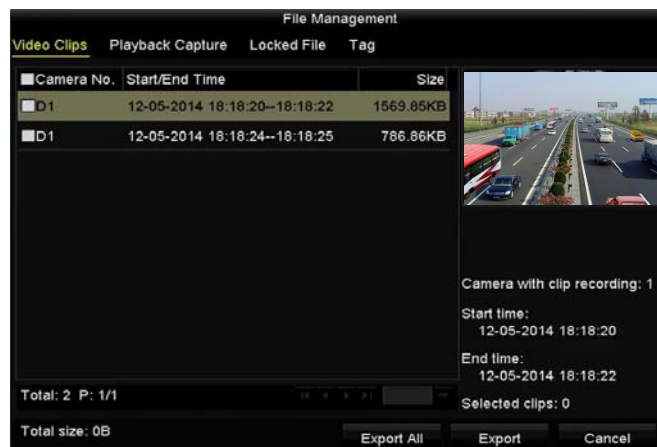 File Management
Video Clips Playback Capture Locked File Tag
Camera No. Start/End Time Size
D1 12-05-2014 18:18:20--18:18:22 1569.85KB
D1 12-05-2014 18:18:24--18:18:25 786.86KB
Camera with clip recording: 1
Start time:
12-05-2014 18:18:20
End time:
12-05-2014 18:18:22
Selected clips: 0
Total: 2 P: 1/1
Total size: 0B
Export All Export Cancel